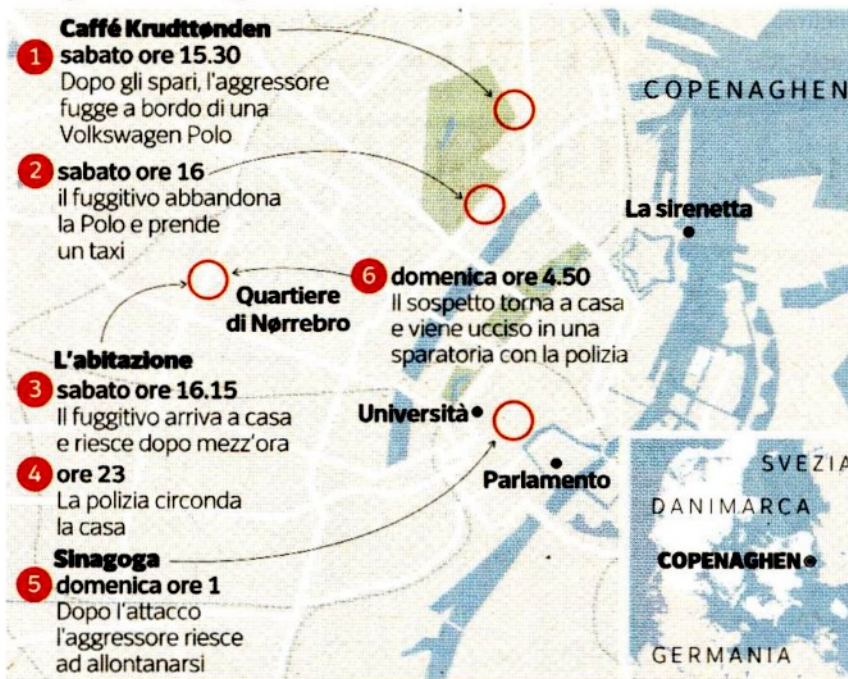 Caffé Krudttønden
1 sabato ore 15.30
Dopo gli spari, l'aggressore
fugge a bordo di una
Volkswagen Polo
2 sabato ore 16
il fuggitivo abbandona
la Polo e prende
un taxi
Quartiere
di Nørrebro
L'abitazione
3 sabato ore 16.15
Il fuggitivo arriva a casa
e riesce dopo mezz'ora
4 ore 23
La polizia circonda
la casa
Sinagoga
5 domenica ore 1
Dopo l'attacco
l'aggressore riesce
ad allontanarsi
6 domenica ore 4.50
Il sospetto torna a casa
e viene ucciso in una
sparatoria con la polizia
COPENAGHEN
La sirenetta
Università
Parlamento
SVEZIA
DANIMARCA
COPENAGHEN
GERMANIA